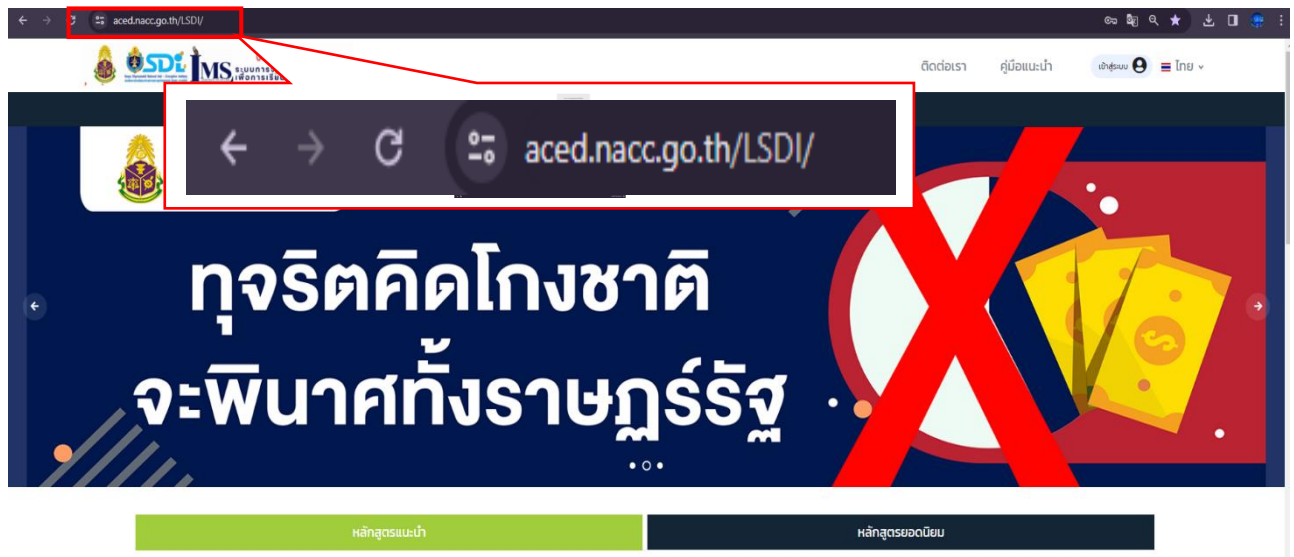 aced.nacc.go.th/LSDI/
SDi IMS
ติดต่อเรา คู่มือแนะนำ เข้าสู่ระบบ ไทย
aced.nacc.go.th/LSDI/
ทุจริตคิดโกงชาติ
จะพินาศทั้งราษฎร์รัฐ
หลักสูตรแนะนำ หลักสูตรยอดนิยม